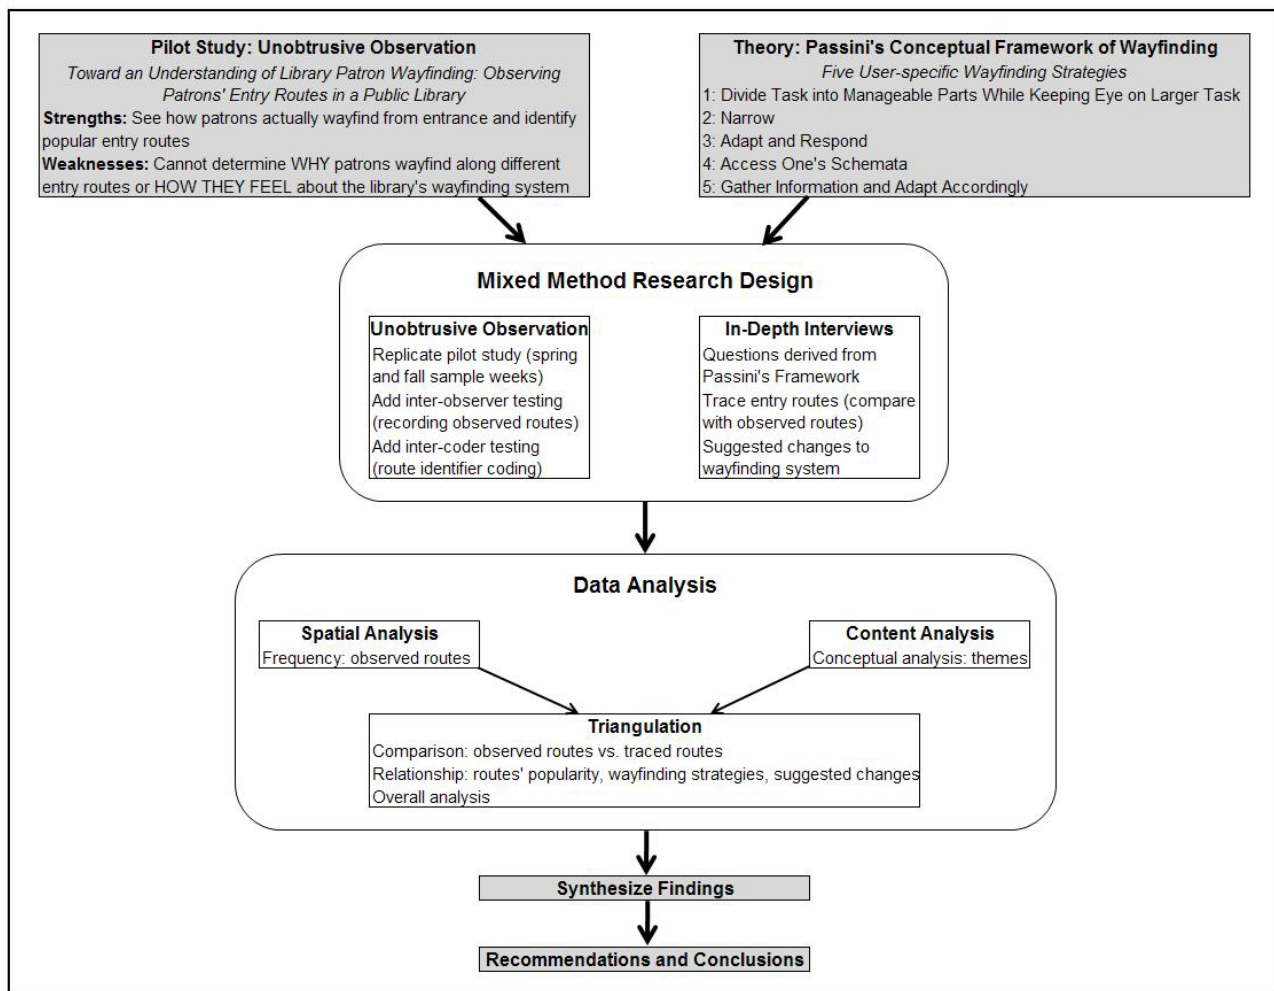 Pilot Study: Unobtrusive Observation
Toward an Understanding of Library Patron Wayfinding: Observing
Patrons' Entry Routes in a Public Library
Strengths: See how patrons actually wayfind from entrance and identify
popular entry routes
Weaknesses: Cannot determine WHY patrons wayfind along different
entry routes or HOW THEY FEEL about the library's wayfinding system
Theory: Passini's Conceptual Framework of Wayfinding
Five User-specific Wayfinding Strategies
1: Divide Task into Manageable Parts While Keeping Eye on Larger Task
2: Narrow
3: Adapt and Respond
4: Access One's Schemata
5: Gather Information and Adapt Accordingly
Mixed Method Research Design
Unobtrusive Observation
Replicate pilot study (spring
and fall sample weeks)
Add inter-observer testing
(recording observed routes)
Add inter-coder testing
(route identifier coding)
In-Depth Interviews
Questions derived from
Passini's Framework
Trace entry routes (compare
with observed routes)
Suggested changes to
wayfinding system
Data Analysis
Spatial Analysis
Frequency: observed routes
Content Analysis
Conceptual analysis: themes
Triangulation
Comparison: observed routes vs. traced routes
Relationship: routes' popularity, wayfinding strategies, suggested changes
Overall analysis
Synthesize Findings
Recommendations and Conclusions